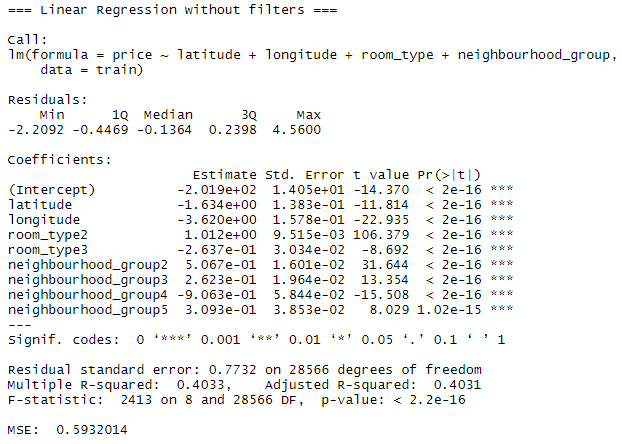 === Linear Regression without filters ===
Call:
lm(formula = price ~ latitude + longitude + room_type + neighbourhood_group,
    data = train)
Residuals:
    Min      1Q  Median      3Q     Max
-2.2092 -0.4469 -0.1364  0.2398  4.5600
Coefficients:
                       Estimate Std. Error t value Pr(>|t|)
(Intercept)          -2.019e+02  1.405e+01 -14.370  < 2e-16 ***
latitude             -1.634e+00  1.383e-01 -11.814  < 2e-16 ***
longitude            -3.620e+00  1.578e-01 -22.935  < 2e-16 ***
room_type2            1.012e+00  9.515e-03 106.379  < 2e-16 ***
room_type3           -2.637e-01  3.034e-02  -8.692  < 2e-16 ***
neighbourhood_group2  5.067e-01  1.601e-02  31.644  < 2e-16 ***
neighbourhood_group3  2.623e-01  1.964e-02  13.354  < 2e-16 ***
neighbourhood_group4 -9.063e-01  5.844e-02 -15.508  < 2e-16 ***
neighbourhood_group5  3.093e-01  3.853e-02   8.029 1.02e-15 ***
---
Signif. codes:  0 ‘***’ 0.001 ‘**’ 0.01 ‘*’ 0.05 ‘.’ 0.1 ‘ ’ 1
Residual standard error: 0.7732 on 28566 degrees of freedom
Multiple R-squared:  0.4033,    Adjusted R-squared:  0.4031
F-statistic:  2413 on 8 and 28566 DF,  p-value: < 2.2e-16
MSE:  0.5932014